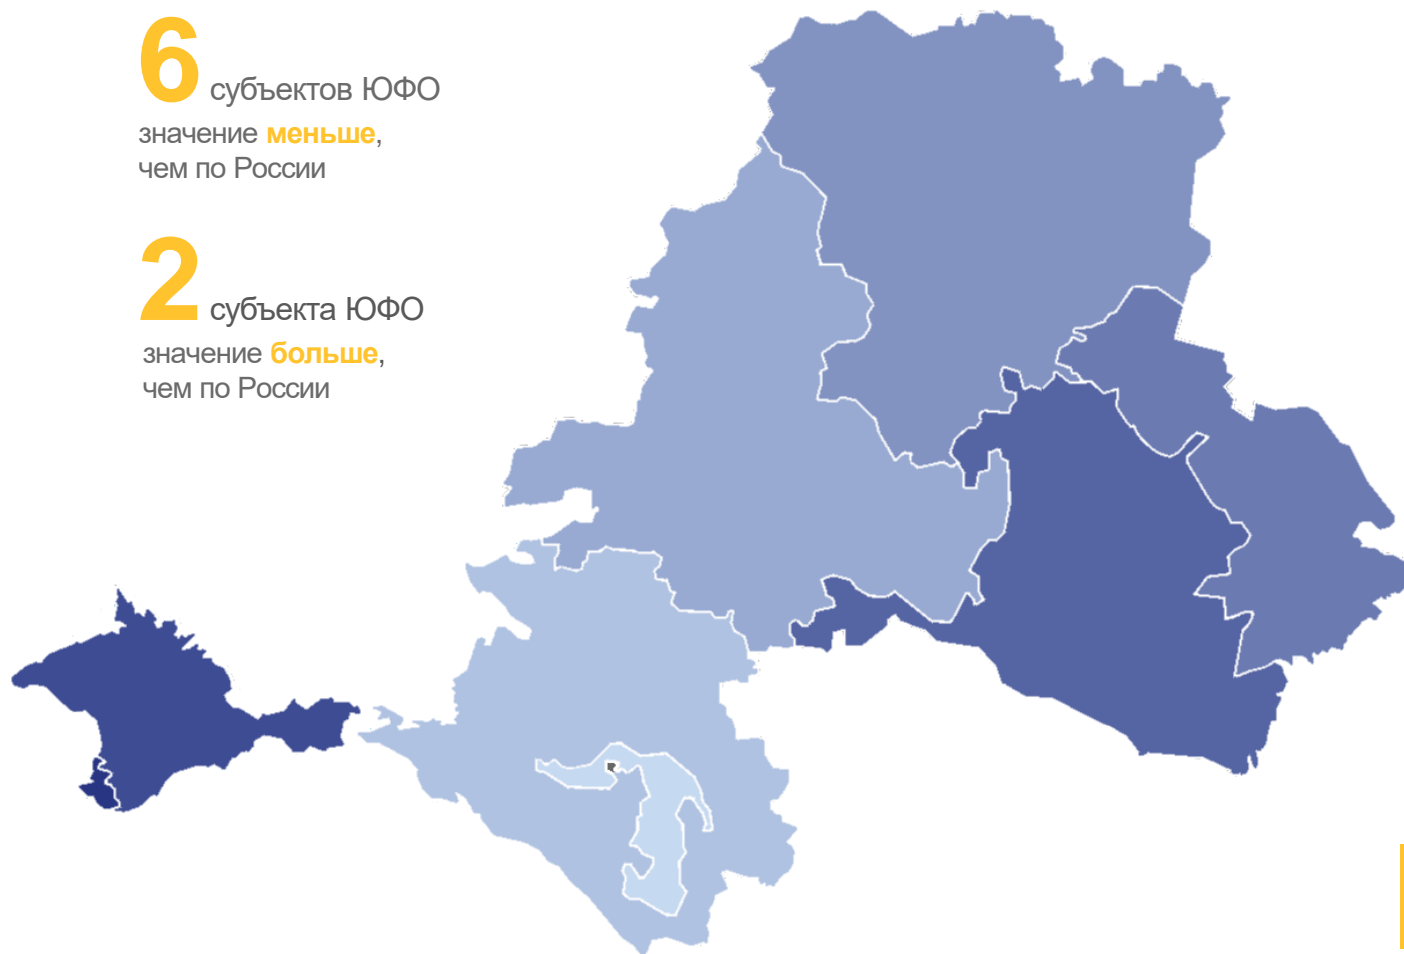 6 субъектов ЮФО
значение меньше,
чем по России
2 субъекта ЮФО
значение больше,
чем по России